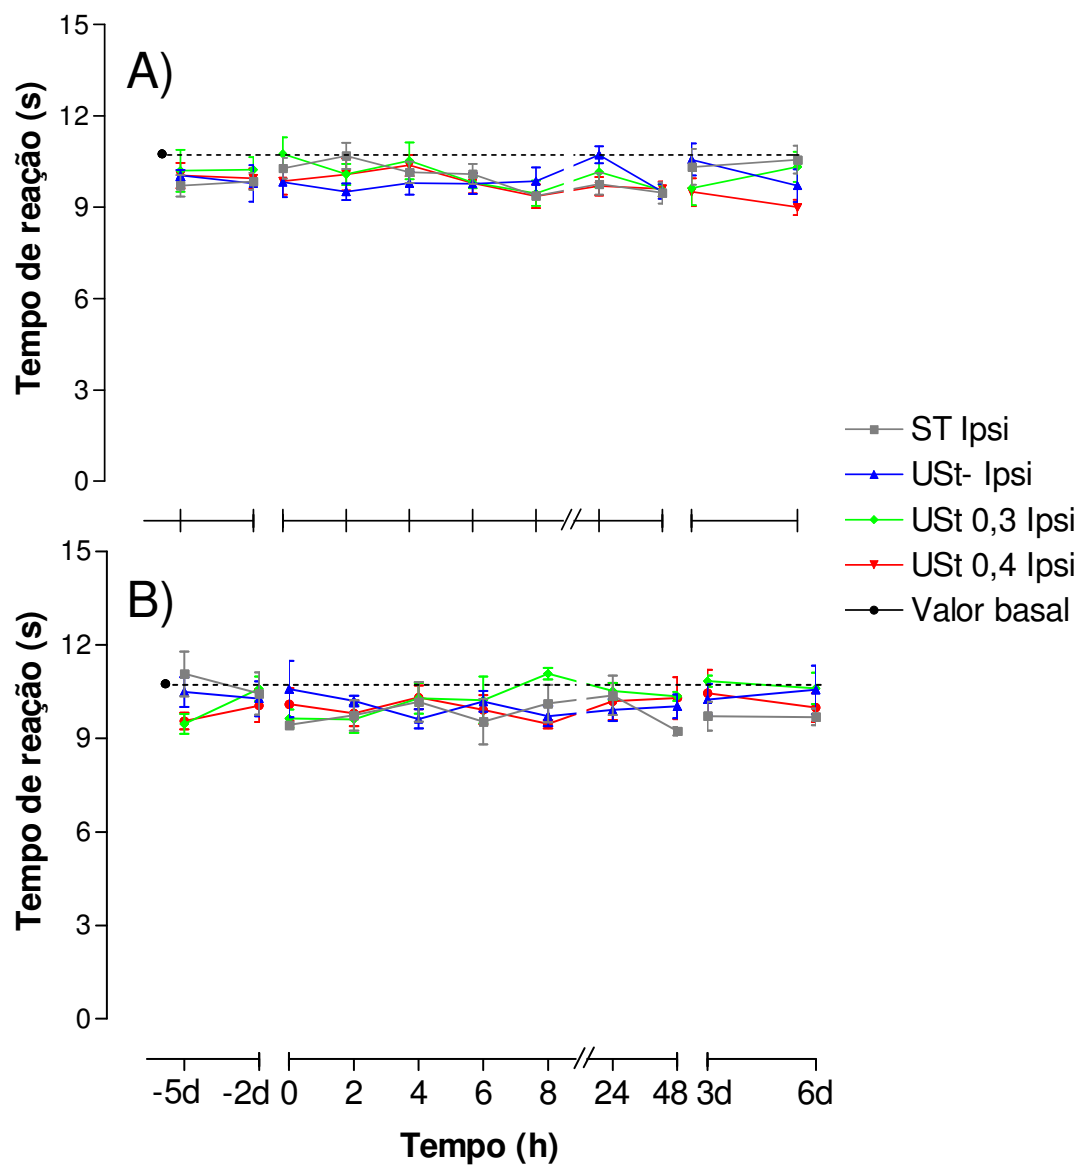 A)
Tempo de reação (s)
15
12
9
6
3
0
ST Ipsi
USt- Ipsi
USt 0,3 Ipsi
USt 0,4 Ipsi
Valor basal
B)
Tempo de reação (s)
15
12
9
6
3
0
-5d -2d 0 2 4 6 8 24 48 3d 6d
Tempo (h)